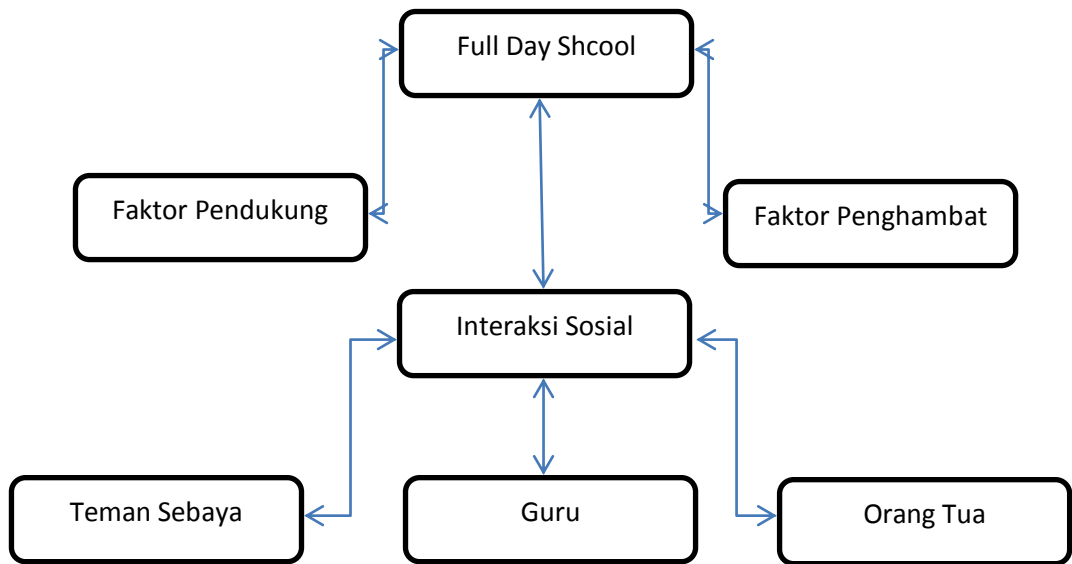 Full Day Shcool
Faktor Pendukung
Faktor Penghambat
Interaksi Sosial
Teman Sebaya
Guru
Orang Tua